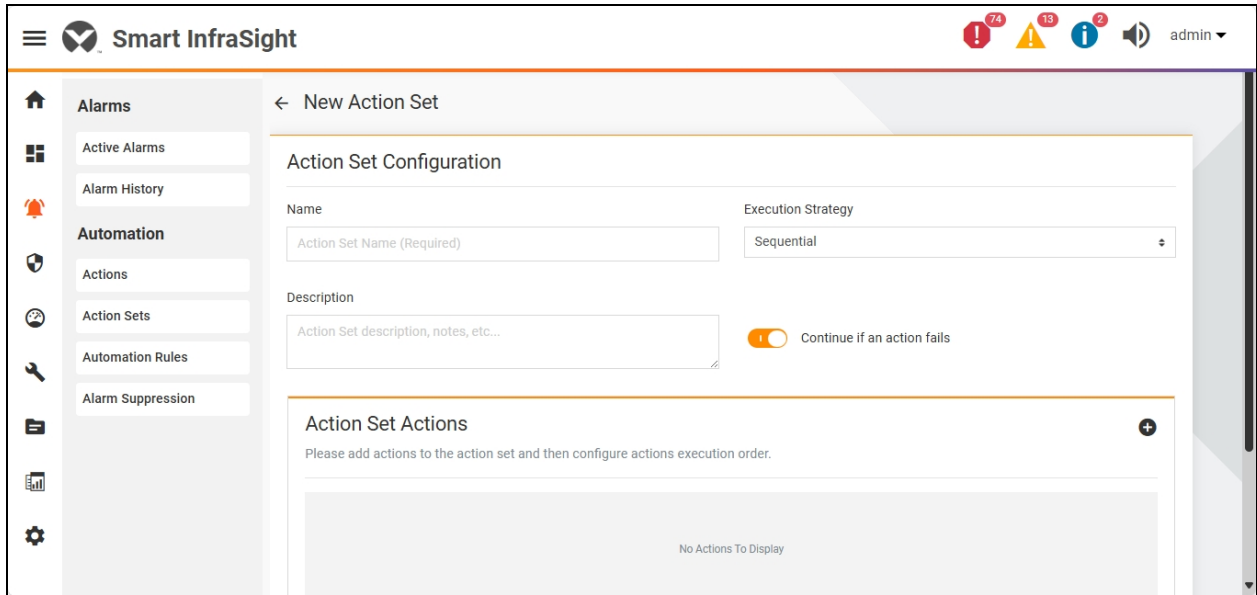 Smart InfraSight
74
13
2
admin
Alarms
Active Alarms
Alarm History
Automation
Actions
Action Sets
Automation Rules
Alarm Suppression
New Action Set
Action Set Configuration
Name
Execution Strategy
Action Set Name (Required)
Sequential
Description
Action Set description, notes, etc...
Continue if an action fails
Action Set Actions
Please add actions to the action set and then configure actions execution order.
No Actions To Display